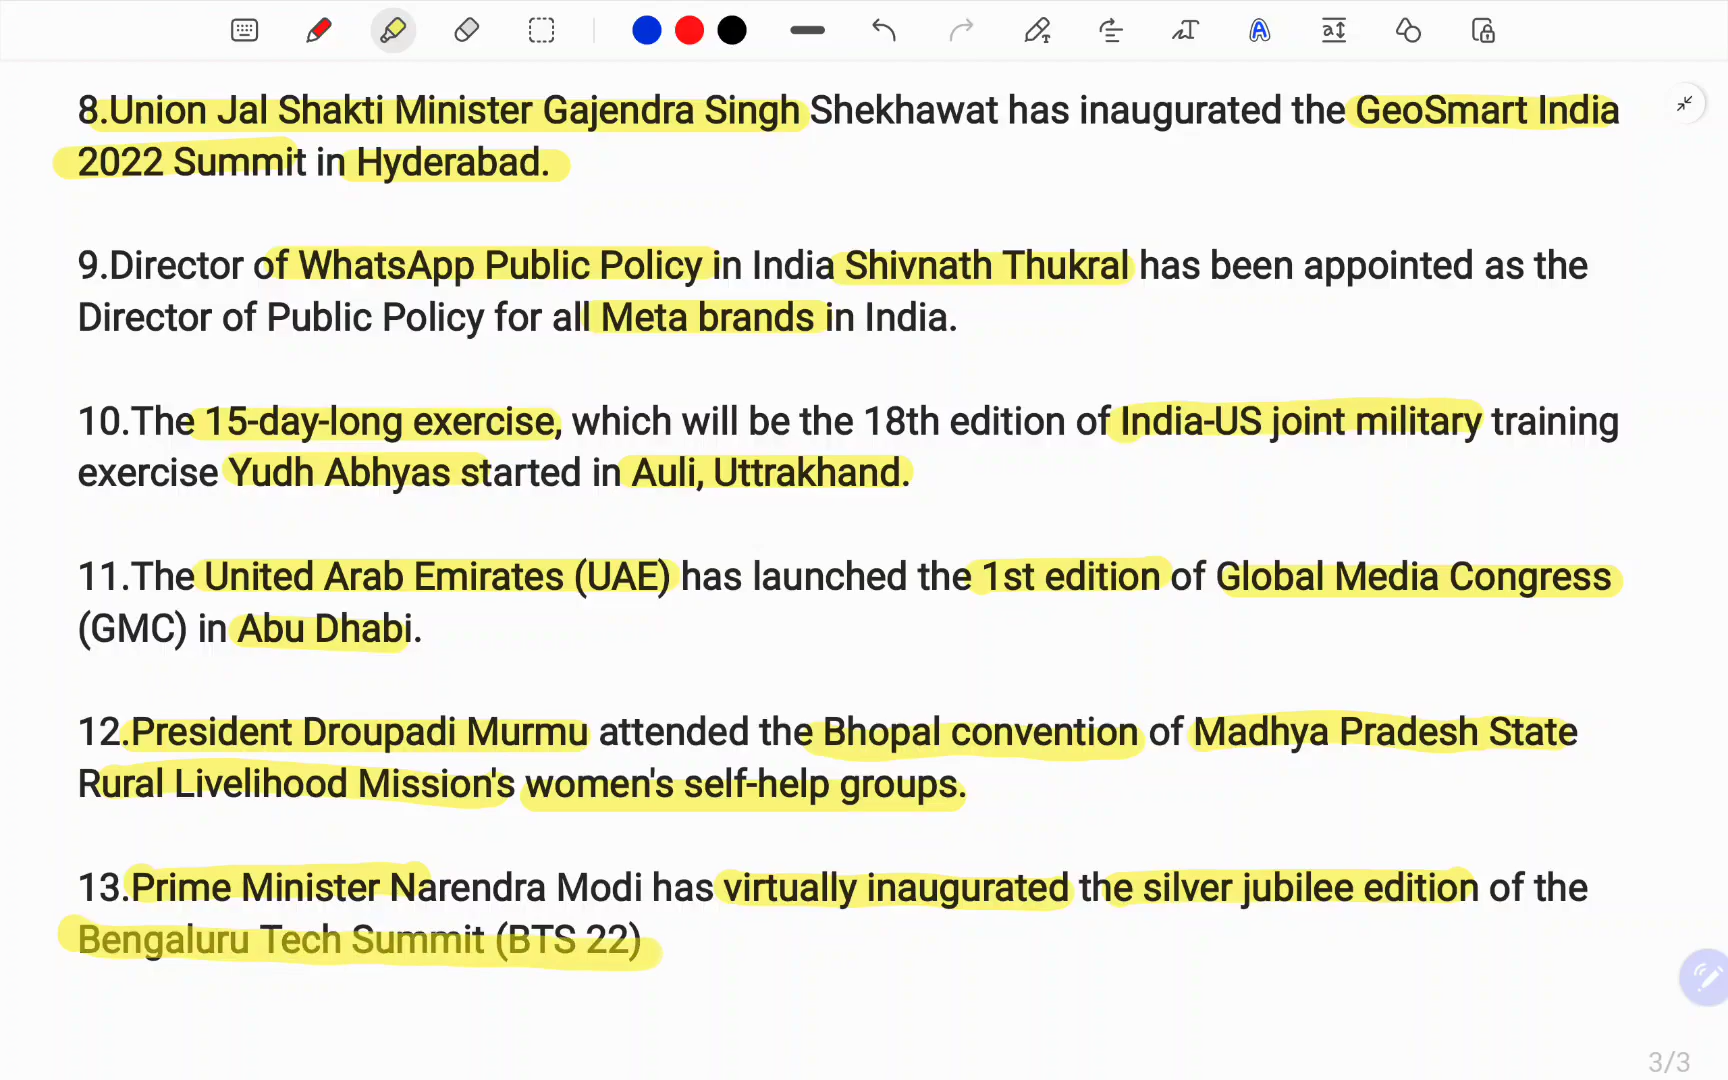 8.Union Jal Shakti Minister Gajendra Singh Shekhawat has inaugurated the GeoSmart India
2022 Summit in Hyderabad.
9.Director of WhatsApp Public Policy in India Shivnath Thukral has been appointed as the
Director of Public Policy for all Meta brands in India.
10.The 15-day-long exercise, which will be the 18th edition of India-US joint military training
exercise Yudh Abhyas started in Auli, Uttrakhand.
11.The United Arab Emirates (UAE) has launched the 1st edition of Global Media Congress
(GMC) in Abu Dhabi.
12.President Droupadi Murmu attended the Bhopal convention of Madhya Pradesh State
Rural Livelihood Mission's women's self-help groups.
13.Prime Minister Narendra Modi has virtually inaugurated the silver jubilee edition of the
Bengaluru Tech Summit (BTS 22)
3/3